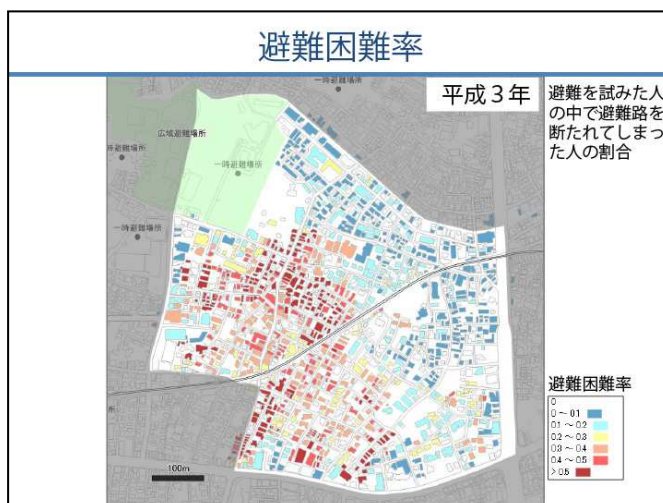 避難困難率
一時避難場所
平成3年
避難を試みた人
の中で避難路を
断たれてしまっ
た人の割合
広域避難場所
時避難場所
一時避難場所
一時避難場所
避難困難率
0
0～0.1
0.1～0.2
0.2～0.3
0.3～0.4
0.4～0.5
>0.5
100m